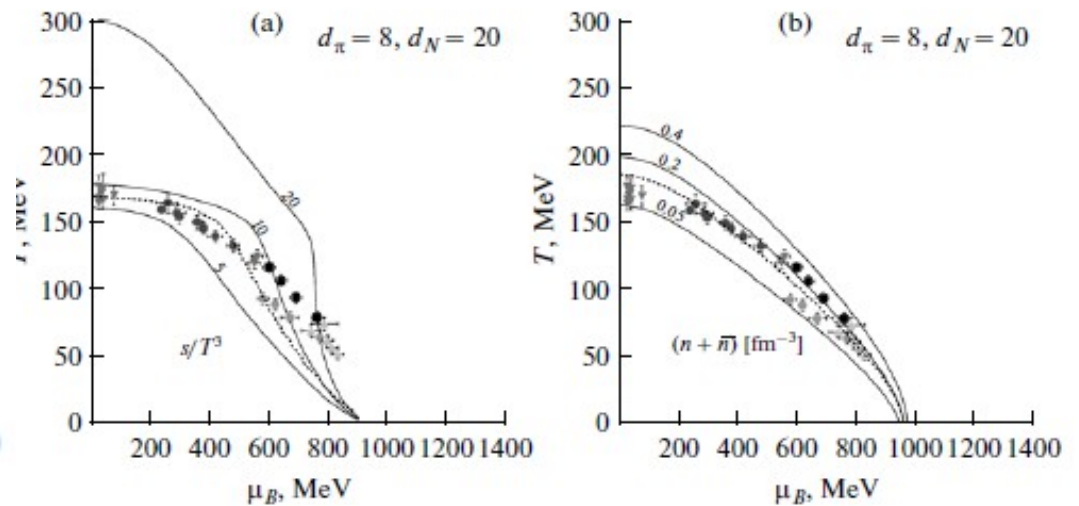 (a)
d_π = 8, d_N = 20
T, MeV
300
250
200
150
100
50
0
20
10
5
s/T³
200 400 600 800 1000 1200 1400
μ_B, MeV
(b)
d_π = 8, d_N = 20
T, MeV
300
250
200
150
100
50
0
0.4
0.2
0.05
(n + n̄) [fm⁻³]
200 400 600 800 1000 1200 1400
μ_B, MeV